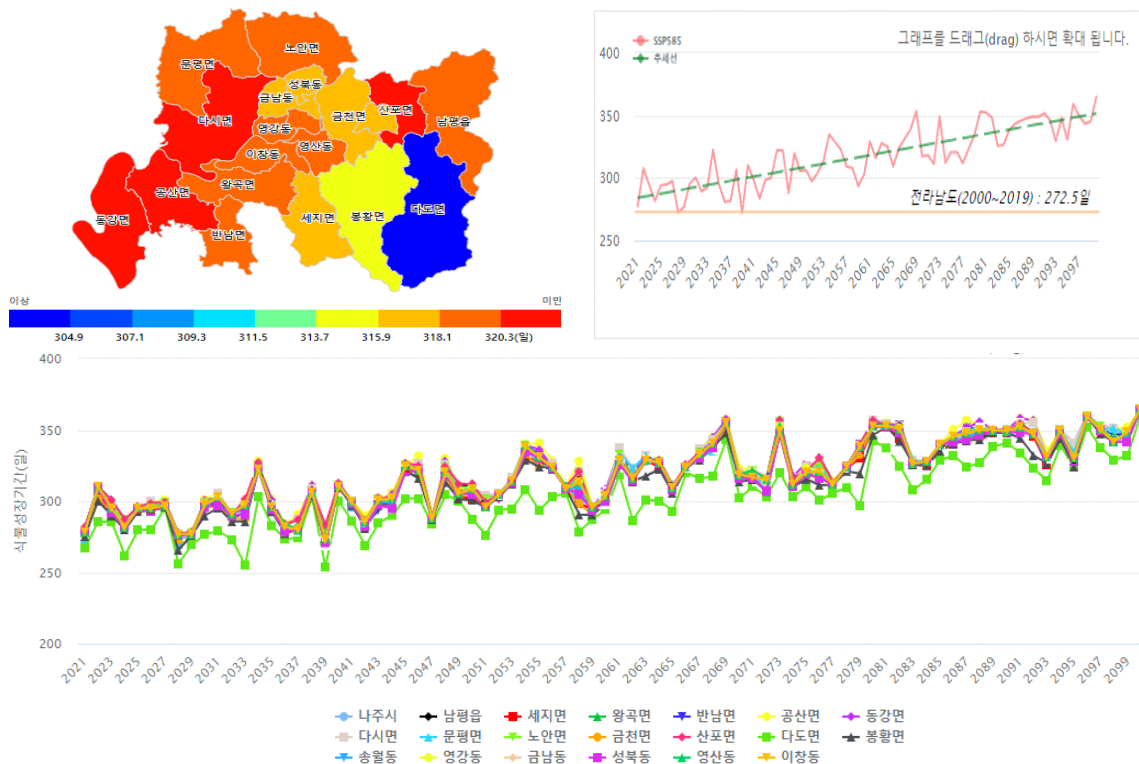 문평면
노안면
성북동
금남동
금천면
산포면
남평읍
다시면
영강동
이창동
영산동
공산면
왕곡면
동강면
반남면
세지면
봉황면
다도면
이상
미만
304.9 307.1 309.3 311.5 313.7 315.9 318.1 320.3(일)
SSP585
추세선
그래프를 드래그(drag) 하시면 확대 됩니다.
400
350
300
250
전라남도(2000~2019) : 272.5일
2021 2025 2029 2033 2037 2041 2045 2049 2053 2057 2061 2065 2069 2073 2077 2081 2085 2089 2093 2097
식물성장기간(일)
400
350
300
250
200
2021 2023 2025 2027 2029 2031 2033 2035 2037 2039 2041 2043 2045 2047 2049 2051 2053 2055 2057 2059 2061 2063 2065 2067 2069 2071 2073 2075 2077 2079 2081 2083 2085 2087 2089 2091 2093 2095 2097 2099
나주시 남평읍 세지면 왕곡면 반남면 공산면 동강면
다시면 문평면 노안면 금천면 산포면 다도면 봉황면
송월동 영강동 금남동 성북동 영산동 이창동